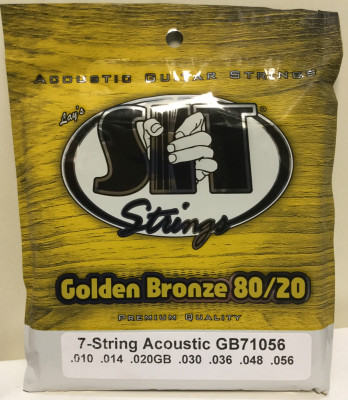 Acoustic Guitar Strings
Lay's
SIT
Strings
Golden Bronze 80/20
Premium Quality
7-String Acoustic GB71056
.010 .014 .020GB .030 .036 .048 .056